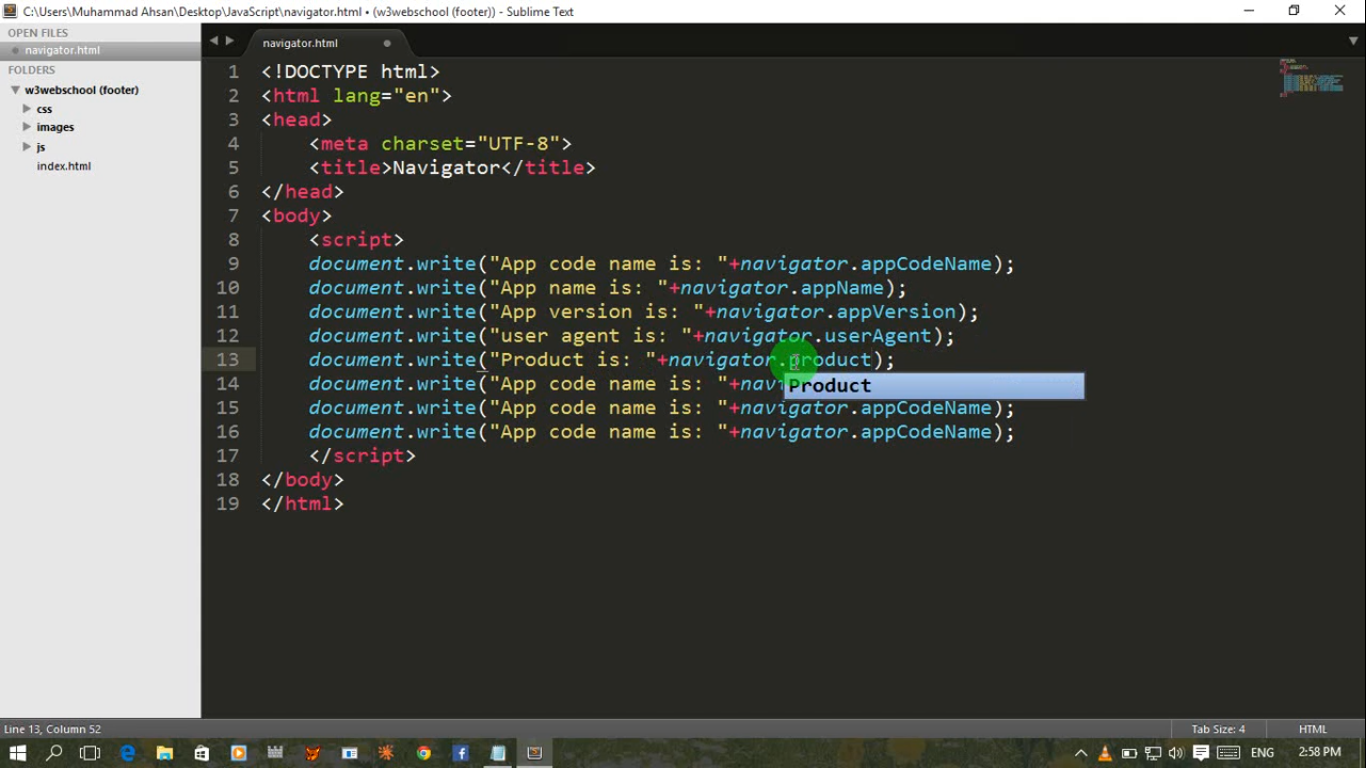 C:\Users\Muhammad Ahsan\Desktop\JavaScript\navigator.html • (w3webschool (footer)) - Sublime Text
OPEN FILES
navigator.html
FOLDERS
w3webschool (footer)
css
images
js
index.html
navigator.html
1 <!DOCTYPE html>
2 <html lang="en">
3 <head>
4 <meta charset="UTF-8">
5 <title>Navigator</title>
6 </head>
7 <body>
8 <script>
9 document.write("App code name is: "+navigator.appCodeName);
10 document.write("App name is: "+navigator.appName);
11 document.write("App version is: "+navigator.appVersion);
12 document.write("user agent is: "+navigator.userAgent);
13 document.write("Product is: "+navigator.product);
Product
14 document.write("App code name is: "+navi
15 document.write("App code name is: "+navigator.appCodeName);
16 document.write("App code name is: "+navigator.appCodeName);
17 </script>
18 </body>
19 </html>
Line 13, Column 52
Tab Size: 4
HTML
ENG
2:58 PM